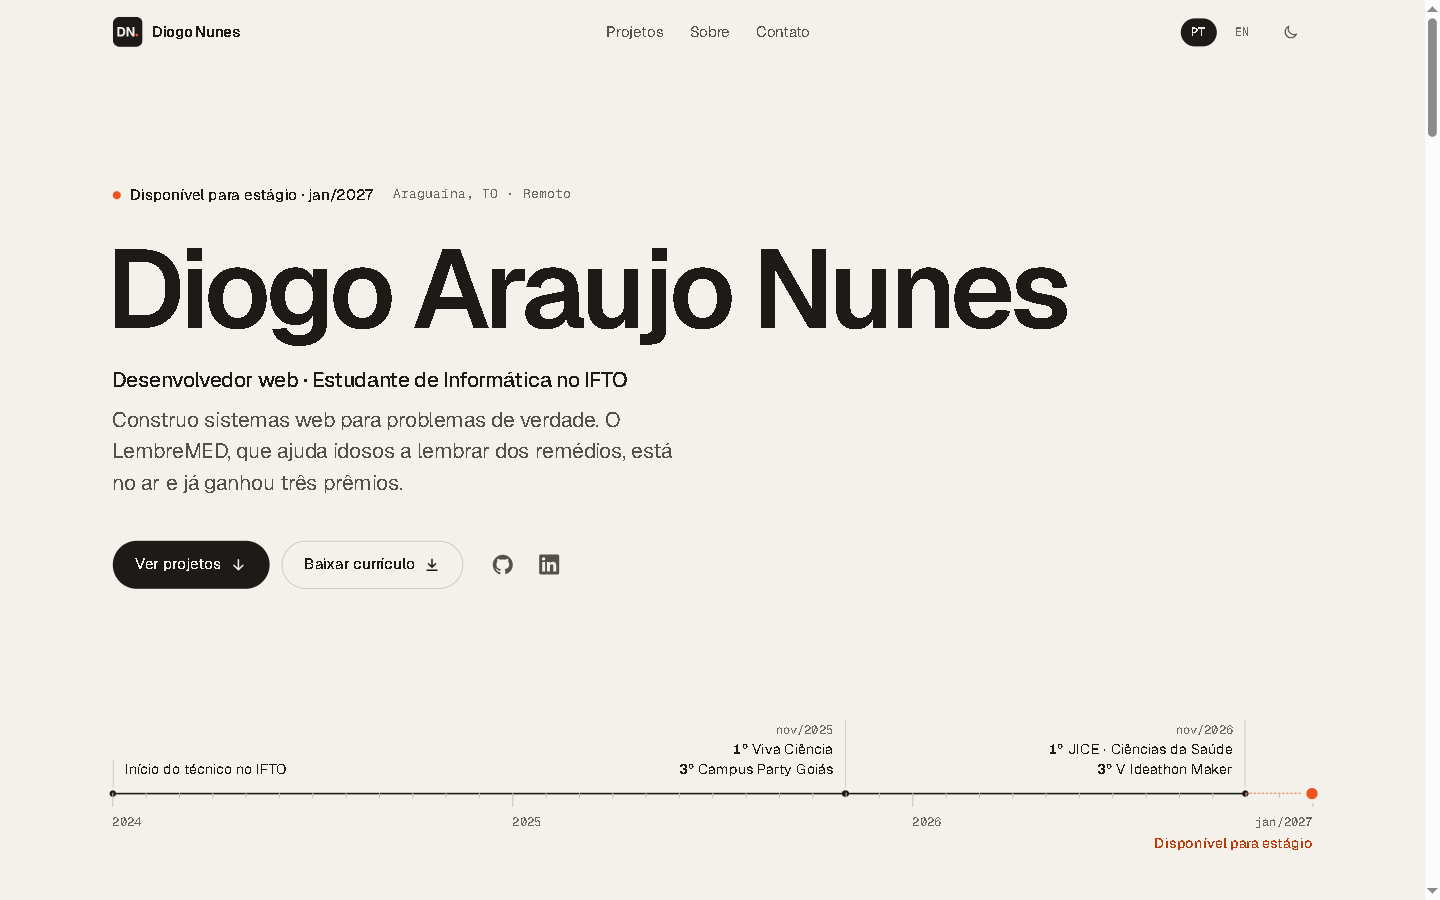 DN. Diogo Nunes
Projetos Sobre Contato
PT EN
Disponível para estágio · jan/2027 Araguaína, TO · Remoto
Diogo Araujo Nunes
Desenvolvedor web · Estudante de Informática no IFTO
Construo sistemas web para problemas de verdade. O
LembreMED, que ajuda idosos a lembrar dos remédios, está
no ar e já ganhou três prêmios.
Ver projetos
Baixar currículo
in
Início do técnico no IFTO
nov/2025
1º Viva Ciência
3º Campus Party Goiás
nov/2026
1º JICE · Ciências da Saúde
3º V Ideathon Maker
2024
2025
2026
jan/2027
Disponível para estágio